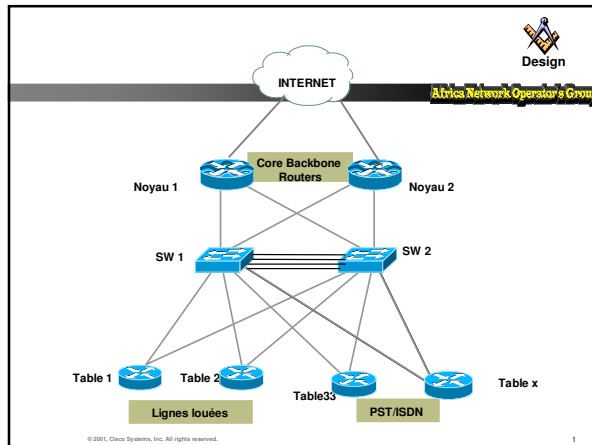 Design
INTERNET
Africa Network Operator's Group
Core Backbone
Routers
Noyau 1
Noyau 2
SW 1
SW 2
Table 1
Table 2
Table33
Table x
Lignes louées
PST/ISDN
© 2001, Cisco Systems, Inc. All rights reserved.
1